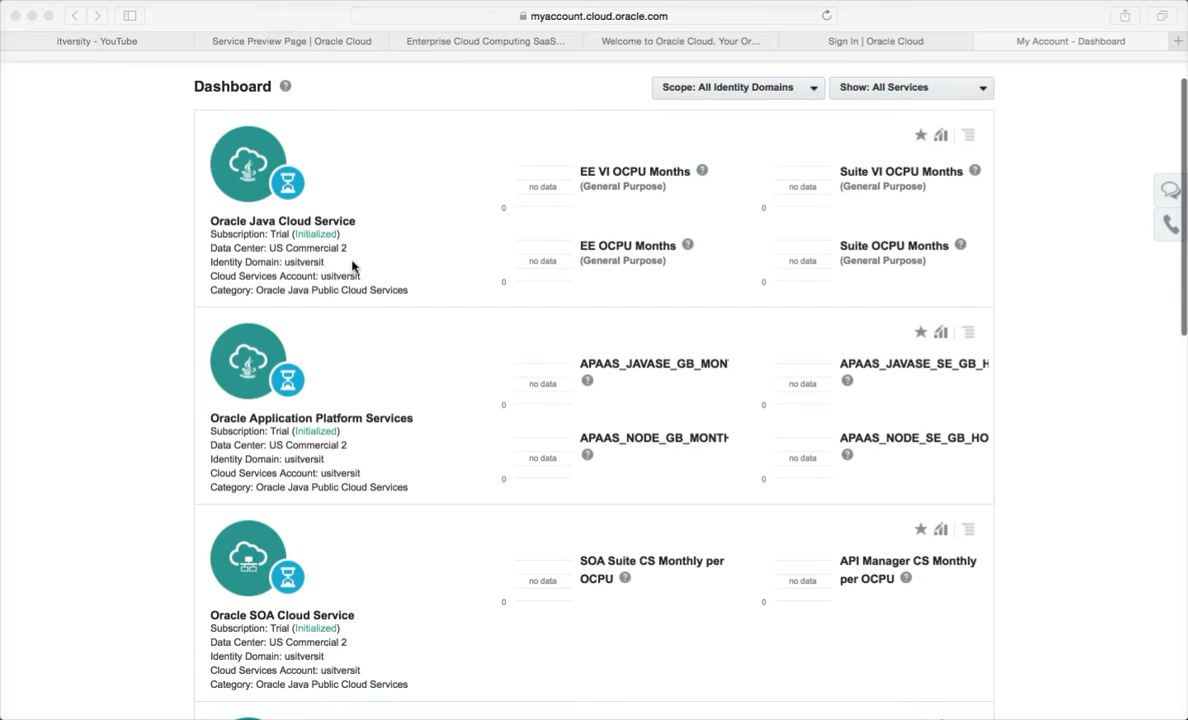 myaccount.cloud.oracle.com
itversity - YouTube
Service Preview Page | Oracle Cloud
Enterprise Cloud Computing SaaS...
Welcome to Oracle Cloud. Your Or...
Sign In | Oracle Cloud
My Account - Dashboard
+
Dashboard ?
Scope: All Identity Domains
Show: All Services
Oracle Java Cloud Service
Subscription: Trial (Initialized)
Data Center: US Commercial 2
Identity Domain: usitversit
Cloud Services Account: usitversit
Category: Oracle Java Public Cloud Services
no data
0
EE VI OCPU Months ?
(General Purpose)
no data
0
Suite VI OCPU Months ?
(General Purpose)
no data
0
EE OCPU Months ?
(General Purpose)
no data
0
Suite OCPU Months ?
(General Purpose)
Oracle Application Platform Services
Subscription: Trial (Initialized)
Data Center: US Commercial 2
Identity Domain: usitversit
Cloud Services Account: usitversit
Category: Oracle Java Public Cloud Services
no data
0
APAAS_JAVASE_GB_MON
?
no data
0
APAAS_JAVASE_SE_GB_H
?
no data
0
APAAS_NODE_GB_MONTH
?
no data
0
APAAS_NODE_SE_GB_HO
?
Oracle SOA Cloud Service
Subscription: Trial (Initialized)
Data Center: US Commercial 2
Identity Domain: usitversit
Cloud Services Account: usitversit
Category: Oracle Java Public Cloud Services
no data
0
SOA Suite CS Monthly per
OCPU ?
no data
0
API Manager CS Monthly
per OCPU ?